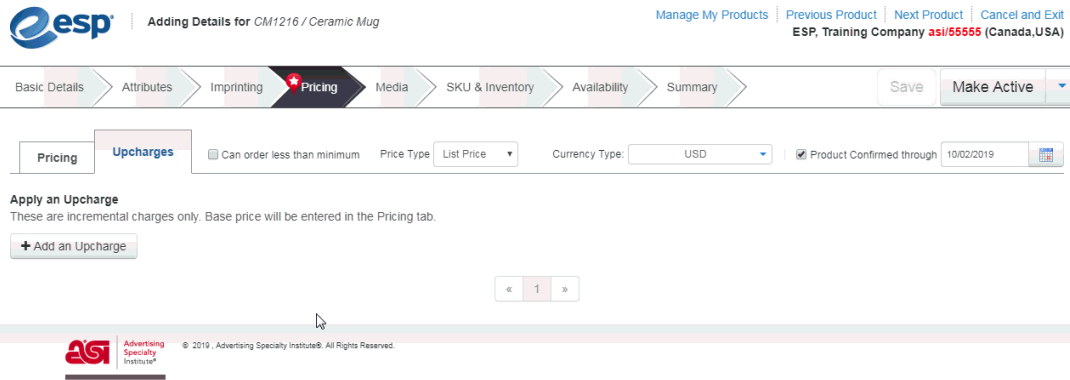 esp®
Adding Details for CM1216 / Ceramic Mug
Manage My Products Previous Product Next Product Cancel and Exit
ESP, Training Company asi/55555 (Canada,USA)
Basic Details Attributes Imprinting Pricing Media SKU & Inventory Availability Summary Save Make Active
Pricing Upcharges Can order less than minimum Price Type List Price Currency Type: USD Product Confirmed through 10/02/2019
Apply an Upcharge
These are incremental charges only. Base price will be entered in the Pricing tab.
+ Add an Upcharge
« 1 »
asi Advertising
Specialty
Institute®
© 2019 , Advertising Specialty Institute®. All Rights Reserved.